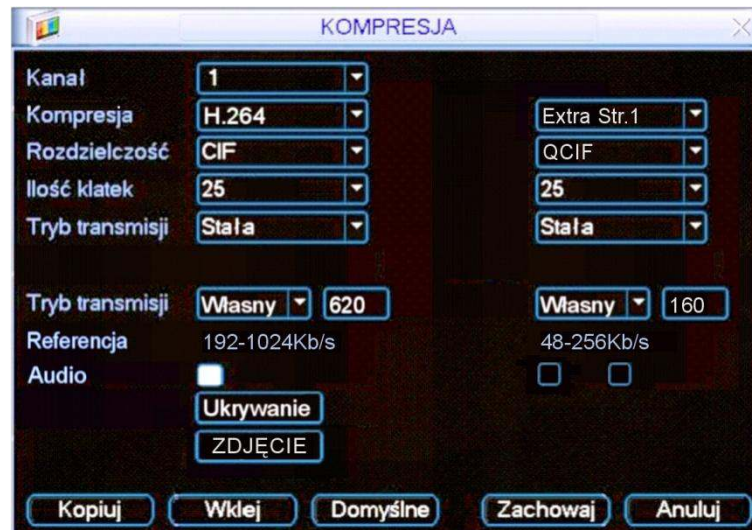 KOMPRESJA
Kanał 1
Kompresja H.264 Extra Str.1
Rozdzielczość CIF QCIF
Ilość klatek 25 25
Tryb transmisji Stała Stała
Tryb transmisji Własny 620 Własny 160
Referencja 192-1024Kb/s 48-256Kb/s
Audio
Ukrywanie
ZDJĘCIE
Kopiuj Wklej Domyślne Zachowaj Anuluj